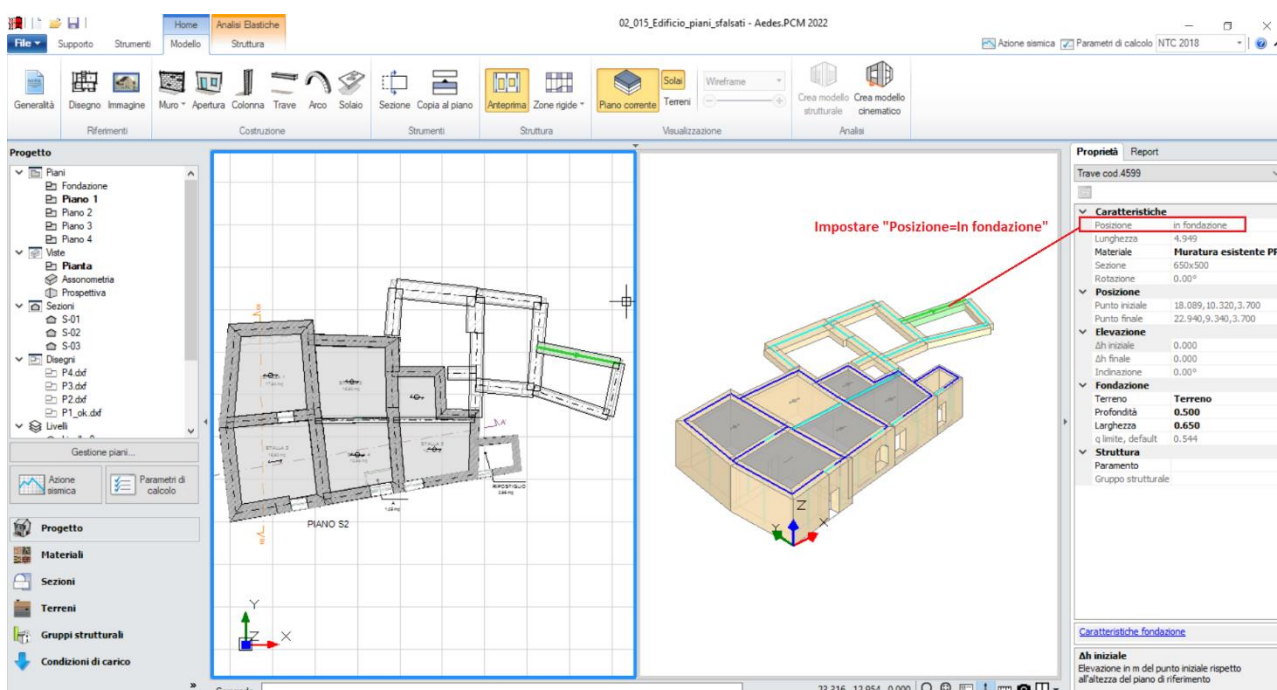 02_015_Edificio_piani_sfalsati - Aedes.PCM 2022
Home
Analisi Elastiche
File
Supporto
Strumenti
Modello
Struttura
Azione sismica
Parametri di calcolo
NTC 2018
Generalità
Disegno
Immagine
Muro
Apertura
Colonna
Trave
Arco
Solaio
Sezione
Copia al piano
Anteprima
Zone rigide
Piano corrente
Solai
Terreni
Wireframe
Crea modello strutturale
Crea modello cinematico
Riferimenti
Costruzione
Strumenti
Struttura
Visualizzazione
Analisi
Progetto
Piani
Fondazione
Piano 1
Piano 2
Piano 3
Piano 4
Viste
Pianta
Assonometria
Prospettiva
Sezioni
S-01
S-02
S-03
Disegni
P4.dxf
P3.dxf
P2.dxf
P1_ok.dxf
Livelli
Gestione piani...
Azione sismica
Parametri di calcolo
Progetto
Materiali
Sezioni
Terreni
Gruppi strutturali
Condizioni di carico
»
PIANO S2
RIPOSTIGLIO
Y
Z
X
Impostare "Posizione=In fondazione"
Z
Y
X
Proprietà
Report
Trave cod.4599
Caratteristiche
Posizione in fondazione
Lunghezza 4.949
Materiale Muratura esistente PF
Sezione 650x500
Rotazione 0.00°
Posizione
Punto iniziale 18.089,10.320,3.700
Punto finale 22.940,9.340,3.700
Elevazione
Δh iniziale 0.000
Δh finale 0.000
Inclinazione 0.00°
Fondazione
Terreno Terreno
Profondità 0.500
Larghezza 0.650
q limite, default 0.544
Struttura
Paramento
Gruppo strutturale
Caratteristiche fondazione
Δh iniziale
Elevazione in m del punto iniziale rispetto
all'altezza del piano di riferimento